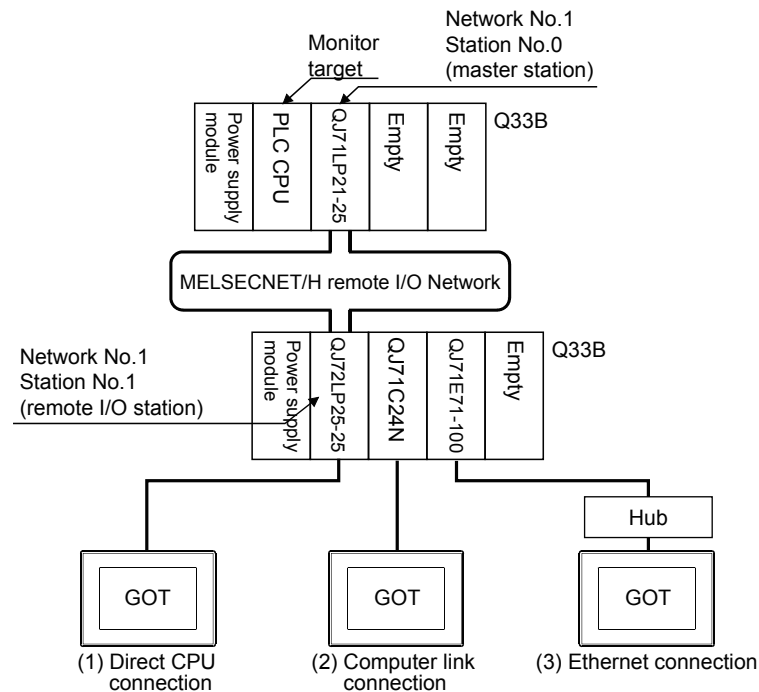 Network No.1
Station No.0
(master station)
Monitor
target
Power supply
module
PLC CPU
QJ71LP21-25
Empty
Empty
Q33B
MELSECNET/H remote I/O Network
Network No.1
Station No.1
(remote I/O station)
Power supply
module
QJ72LP25-25
QJ71C24N
QJ71E71-100
Empty
Q33B
Hub
GOT
GOT
GOT
(1) Direct CPU
connection
(2) Computer link
connection
(3) Ethernet connection